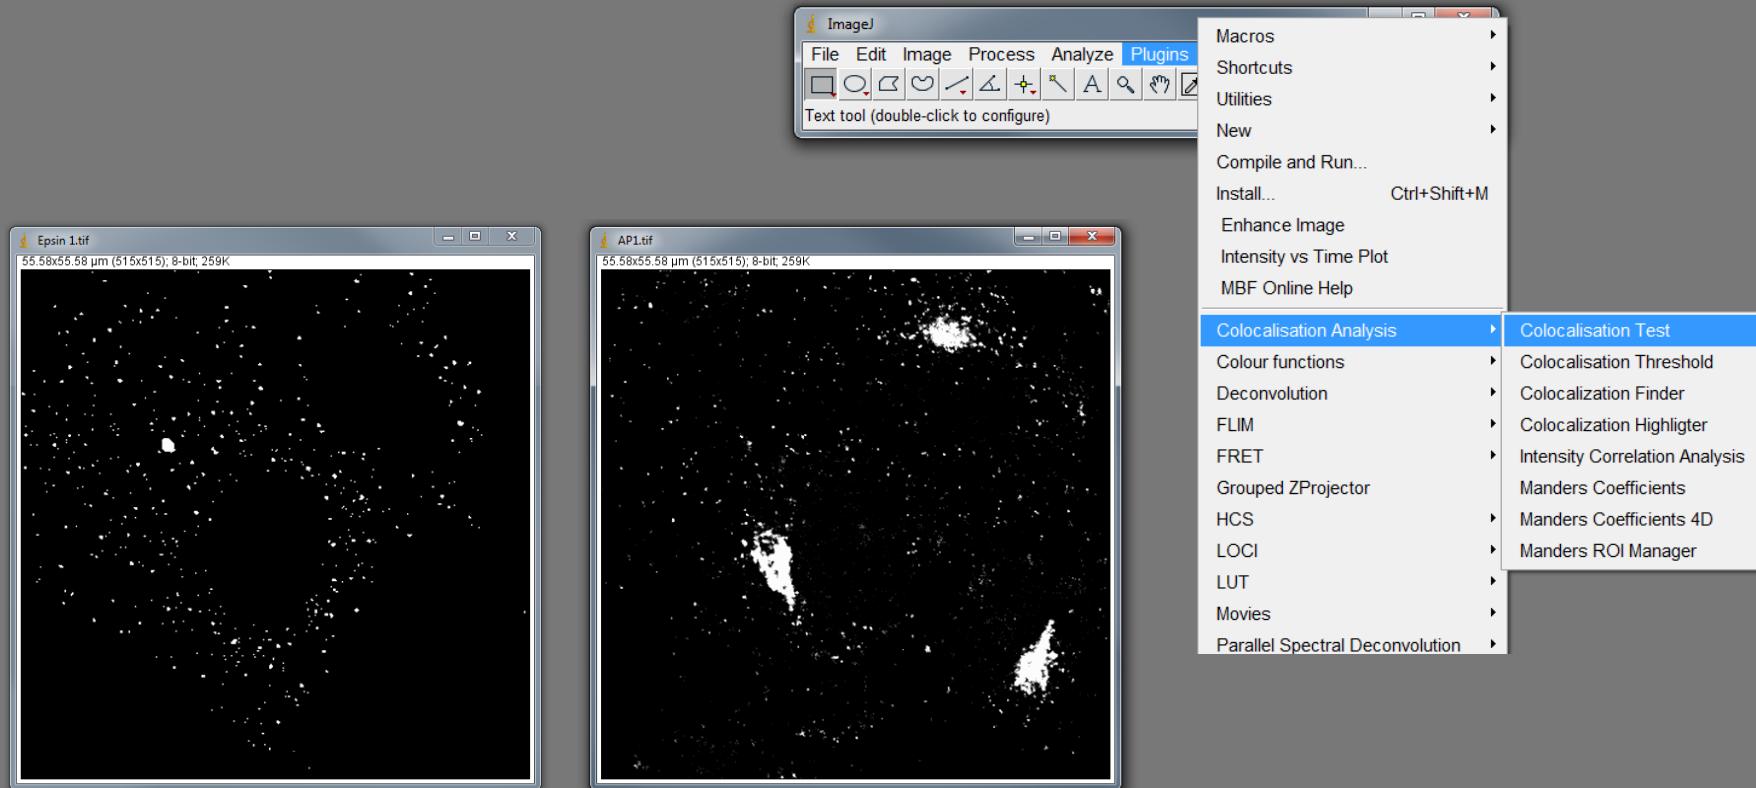 ImageJ
File Edit Image Process Analyze Plugins
A
Text tool (double-click to configure)
Macros
Shortcuts
Utilities
New
Compile and Run...
Install... Ctrl+Shift+M
Enhance Image
Intensity vs Time Plot
MBF Online Help
Colocalisation Analysis
Colour functions
Deconvolution
FLIM
FRET
Grouped ZProjector
HCS
LOCI
LUT
Movies
Parallel Spectral Deconvolution
Colocalisation Test
Colocalisation Threshold
Colocalization Finder
Colocalization Highligter
Intensity Correlation Analysis
Manders Coefficients
Manders Coefficients 4D
Manders ROI Manager
Epsin 1.tif
55.58x55.58 µm (515x515); 8-bit; 259K
AP1.tif
55.58x55.58 µm (515x515); 8-bit; 259K